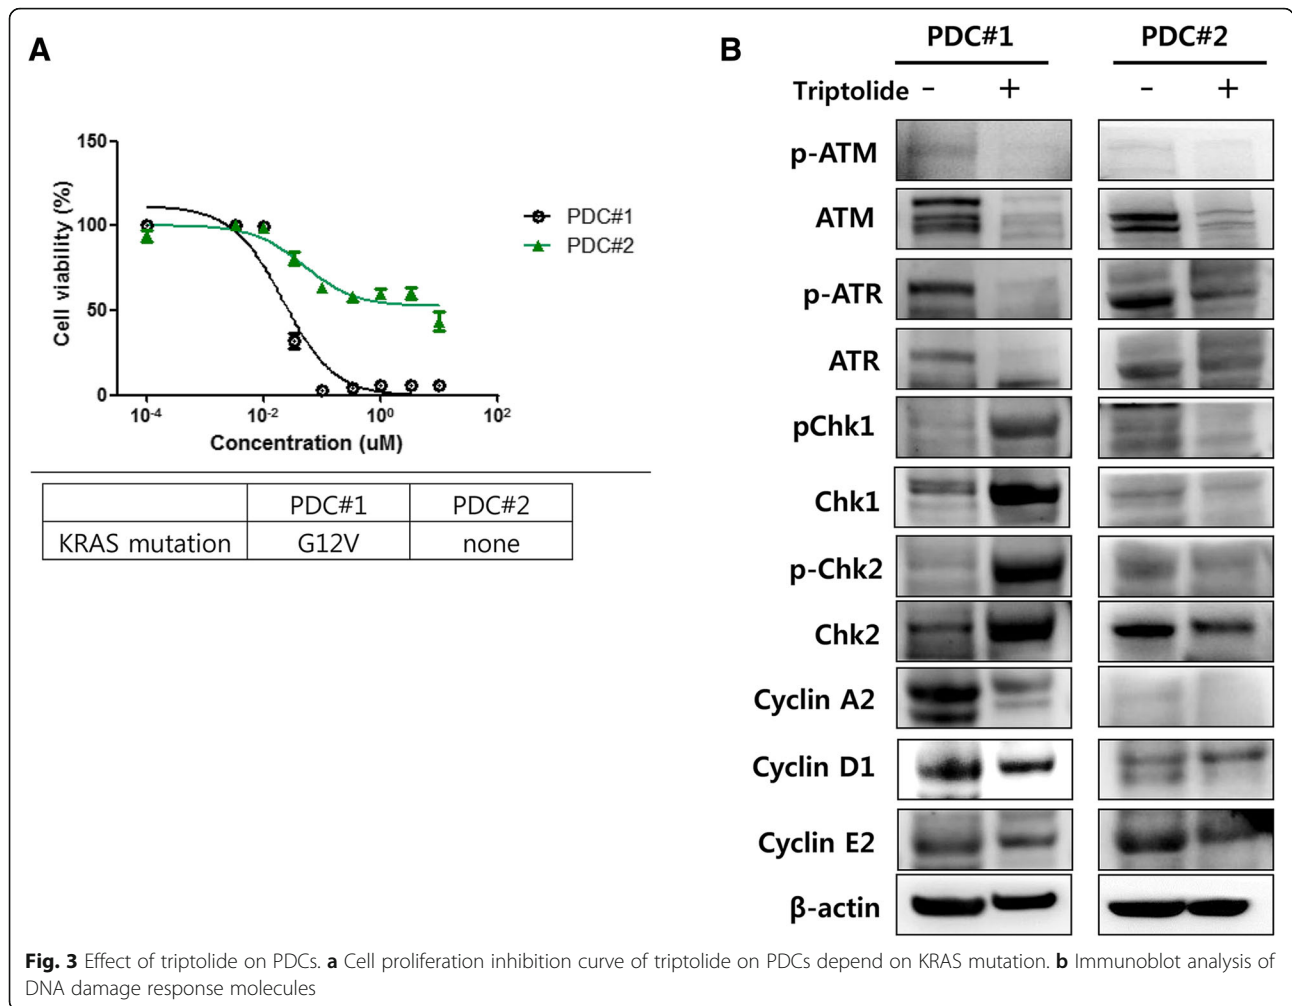 A
150
100
50
0
Cell viability (%)
10-4
10-2
100
102
Concentration (uM)
PDC#1
PDC#2
PDC#1 PDC#2
KRAS mutation G12V none
B
PDC#1 PDC#2
Triptolide - + - +
p-ATM
ATM
p-ATR
ATR
pChk1
Chk1
p-Chk2
Chk2
Cyclin A2
Cyclin D1
Cyclin E2
β-actin
Fig. 3 Effect of triptolide on PDCs. a Cell proliferation inhibition curve of triptolide on PDCs depend on KRAS mutation. b Immunoblot analysis of
DNA damage response molecules